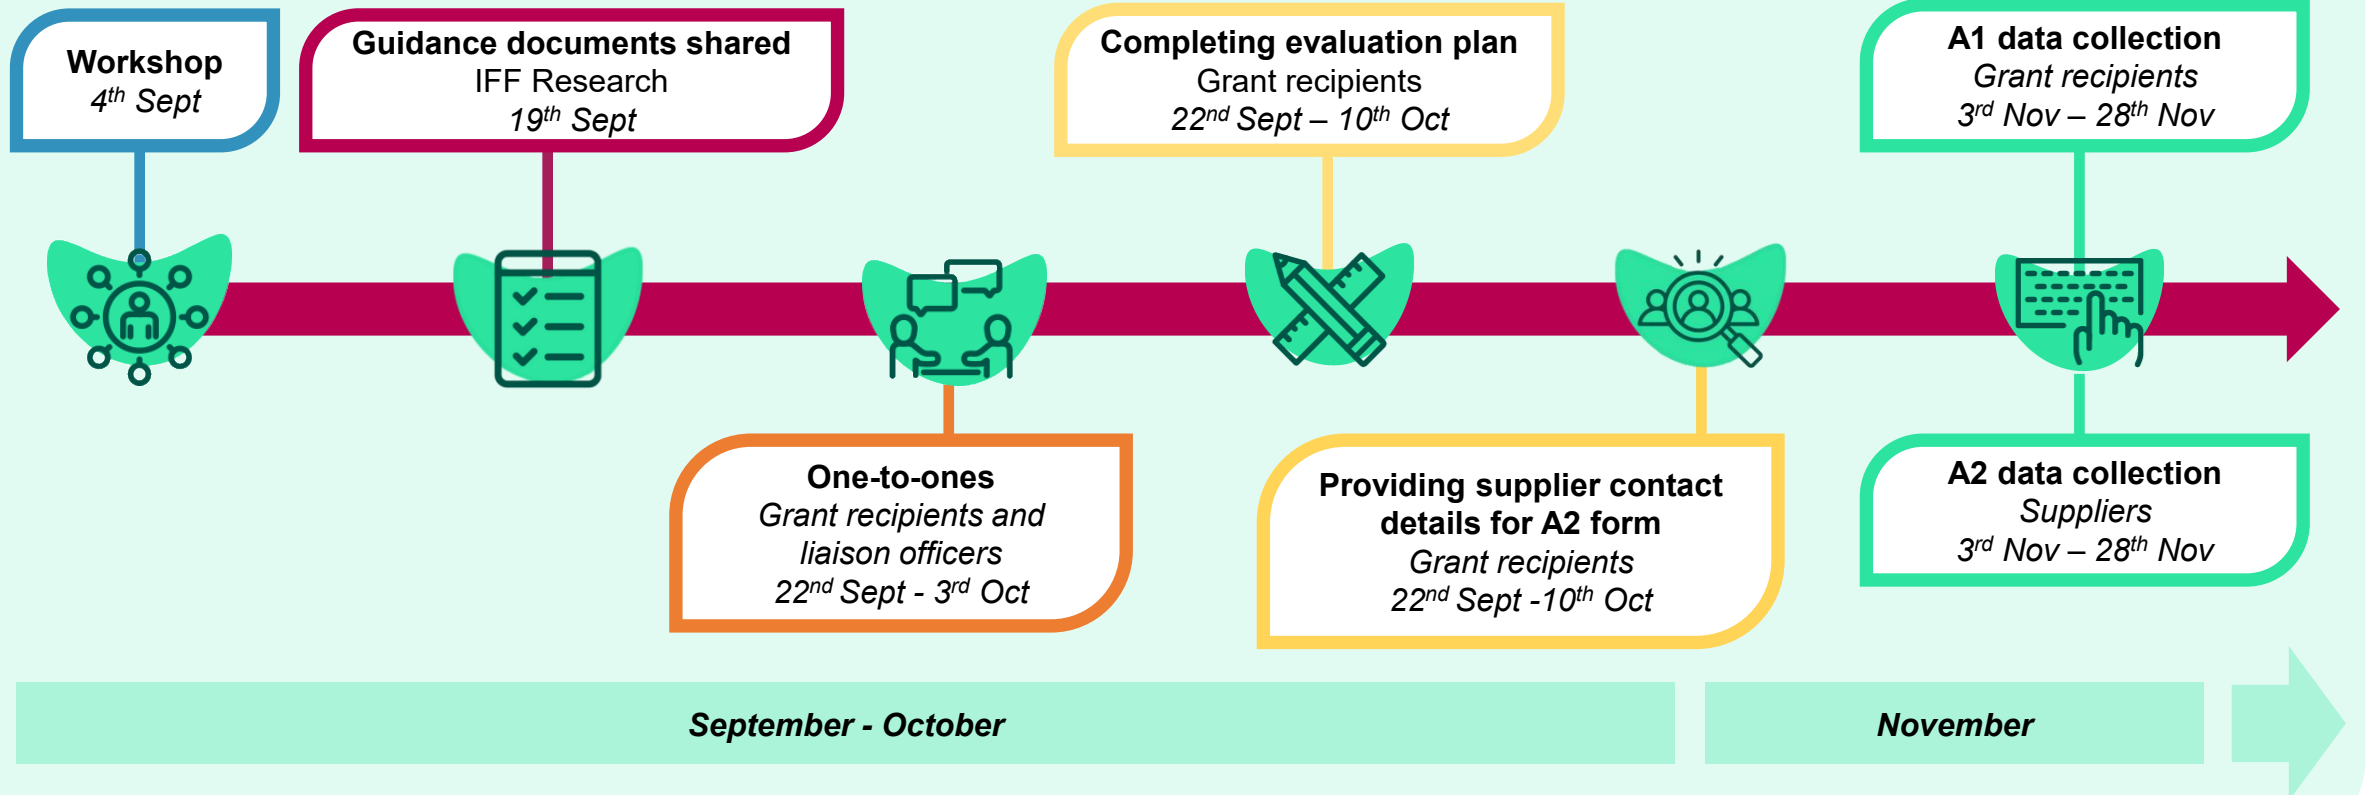 Workshop
4th Sept
Guidance documents shared
IFF Research
19th Sept
Completing evaluation plan
Grant recipients
22nd Sept – 10th Oct
A1 data collection
Grant recipients
3rd Nov – 28th Nov
One-to-ones
Grant recipients and
liaison officers
22nd Sept - 3rd Oct
Providing supplier contact
details for A2 form
Grant recipients
22nd Sept -10th Oct
A2 data collection
Suppliers
3rd Nov – 28th Nov
September - October
November